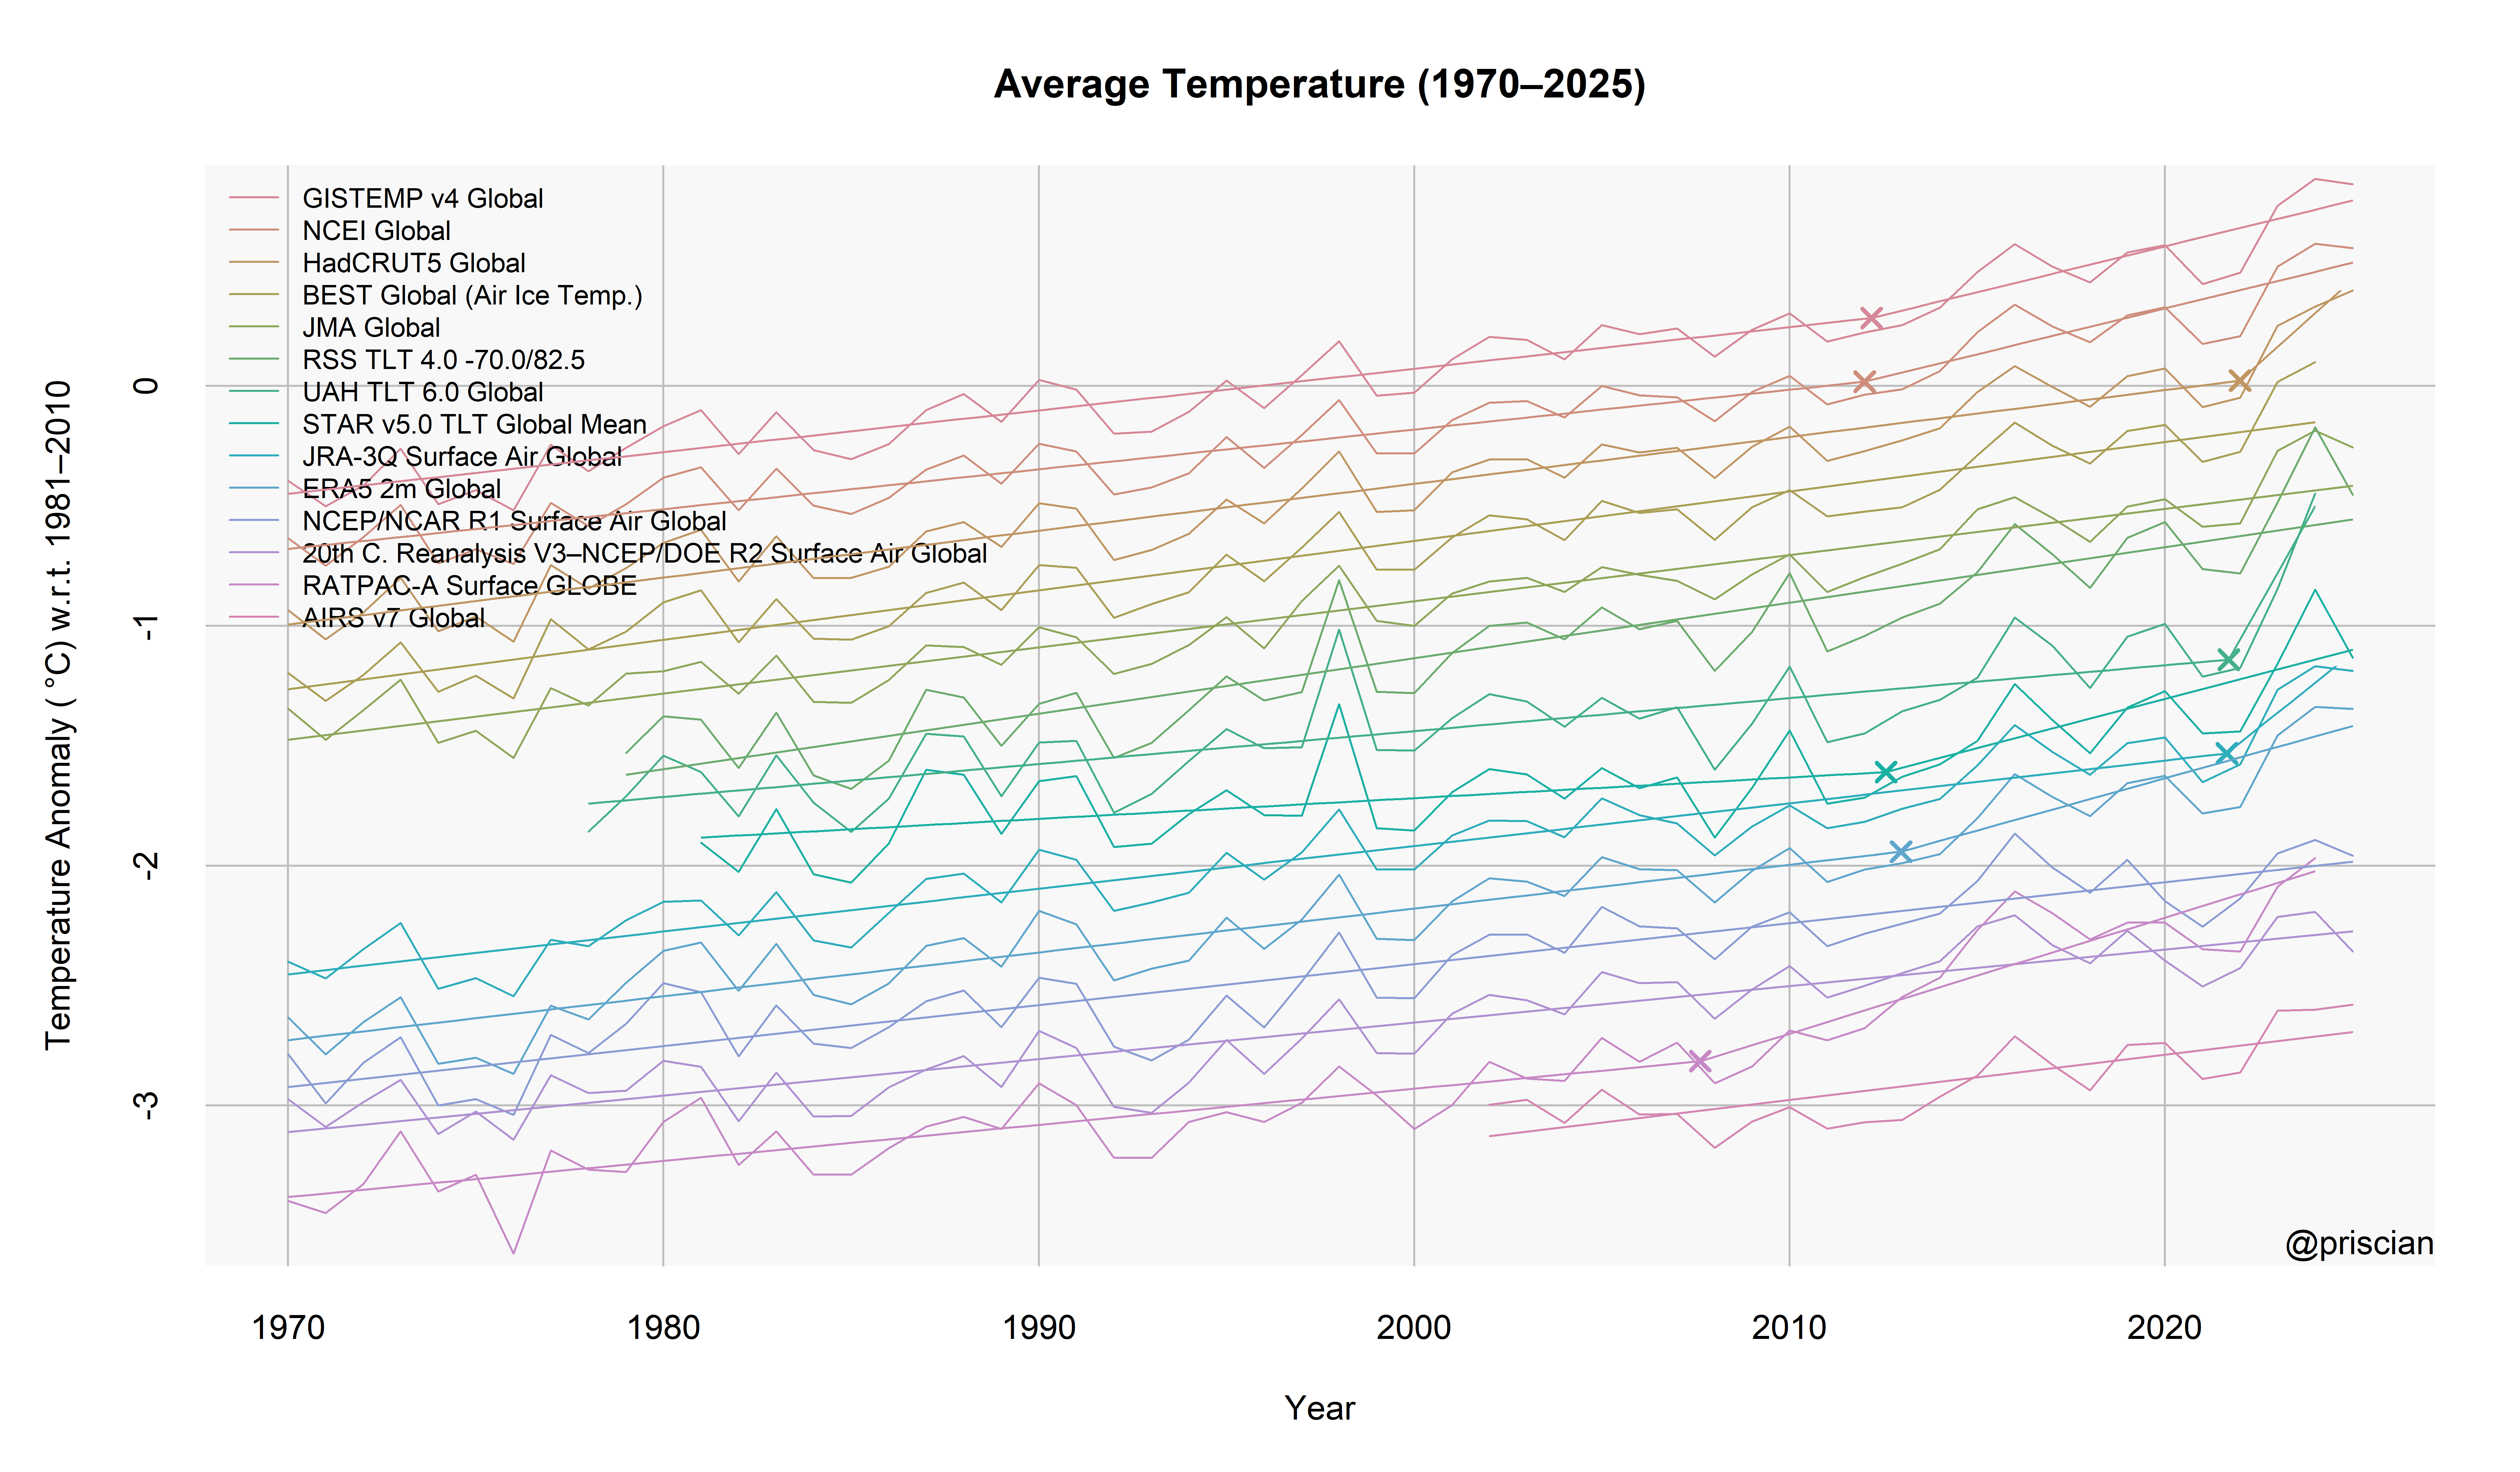 Average Temperature (1970–2025)
Temperature Anomaly (°C) w.r.t. 1981–2010
0
-1
-2
-3
GISTEMP v4 Global
NCEI Global
HadCRUT5 Global
BEST Global (Air Ice Temp.)
JMA Global
RSS TLT 4.0 -70.0/82.5
UAH TLT 6.0 Global
STAR v5.0 TLT Global Mean
JRA-3Q Surface Air Global
ERA5 2m Global
NCEP/NCAR R1 Surface Air Global
20th C. Reanalysis V3–NCEP/DOE R2 Surface Air Global
RATPAC-A Surface GLOBE
AIRS v7 Global
@priscian
1970 1980 1990 2000 2010 2020
Year